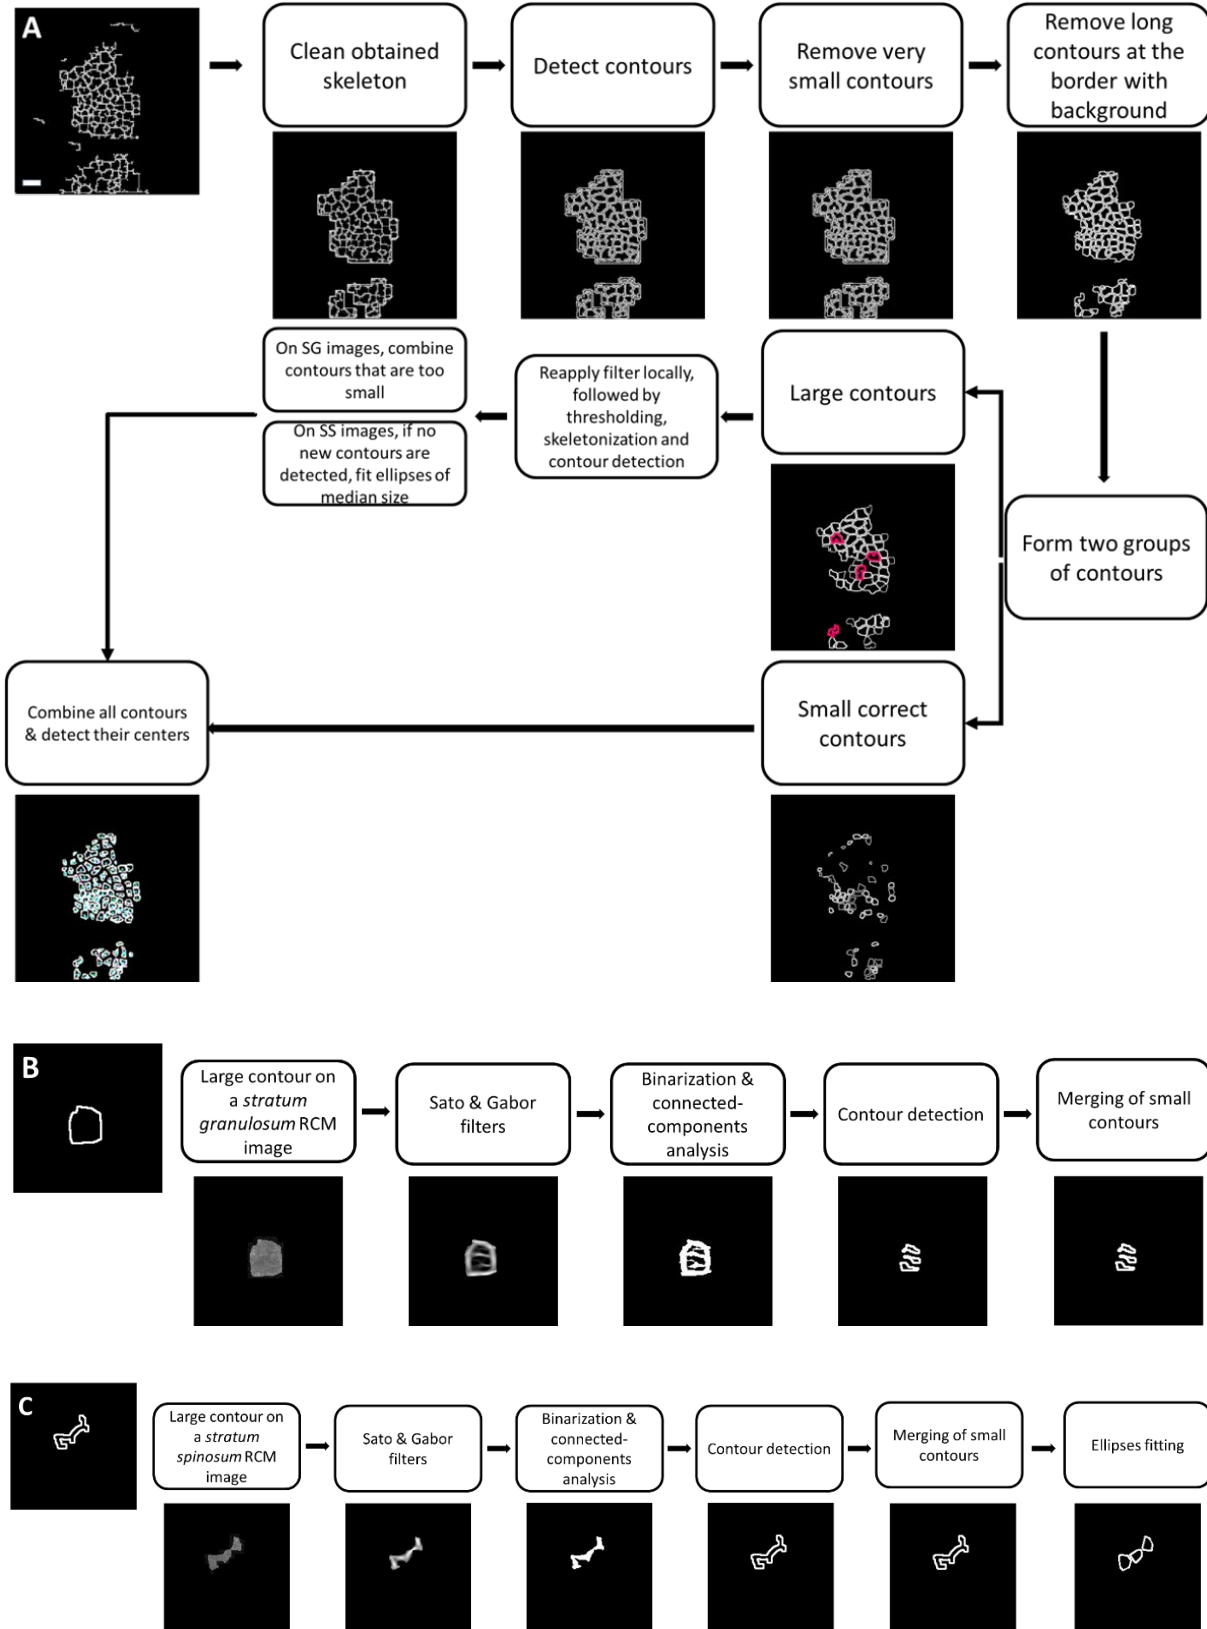 A
Clean obtained
skeleton
Detect contours
Remove very
small contours
Remove long
contours at the
border with
background
On SG images, combine
contours that are too
small
On SS images, if no
new contours are
detected, fit ellipses of
median size
Reapply filter locally,
followed by
thresholding,
skeletonization and
contour detection
Large contours
Form two groups
of contours
Combine all contours
& detect their centers
Small correct
contours
B
Large contour on
a stratum
granulosum RCM
image
Sato & Gabor
filters
Binarization &
connected-
components
analysis
Contour detection
Merging of small
contours
C
Large contour on
a stratum
spinosum RCM
image
Sato & Gabor
filters
Binarization &
connected-
components
analysis
Contour detection
Merging of small
contours
Ellipses fitting